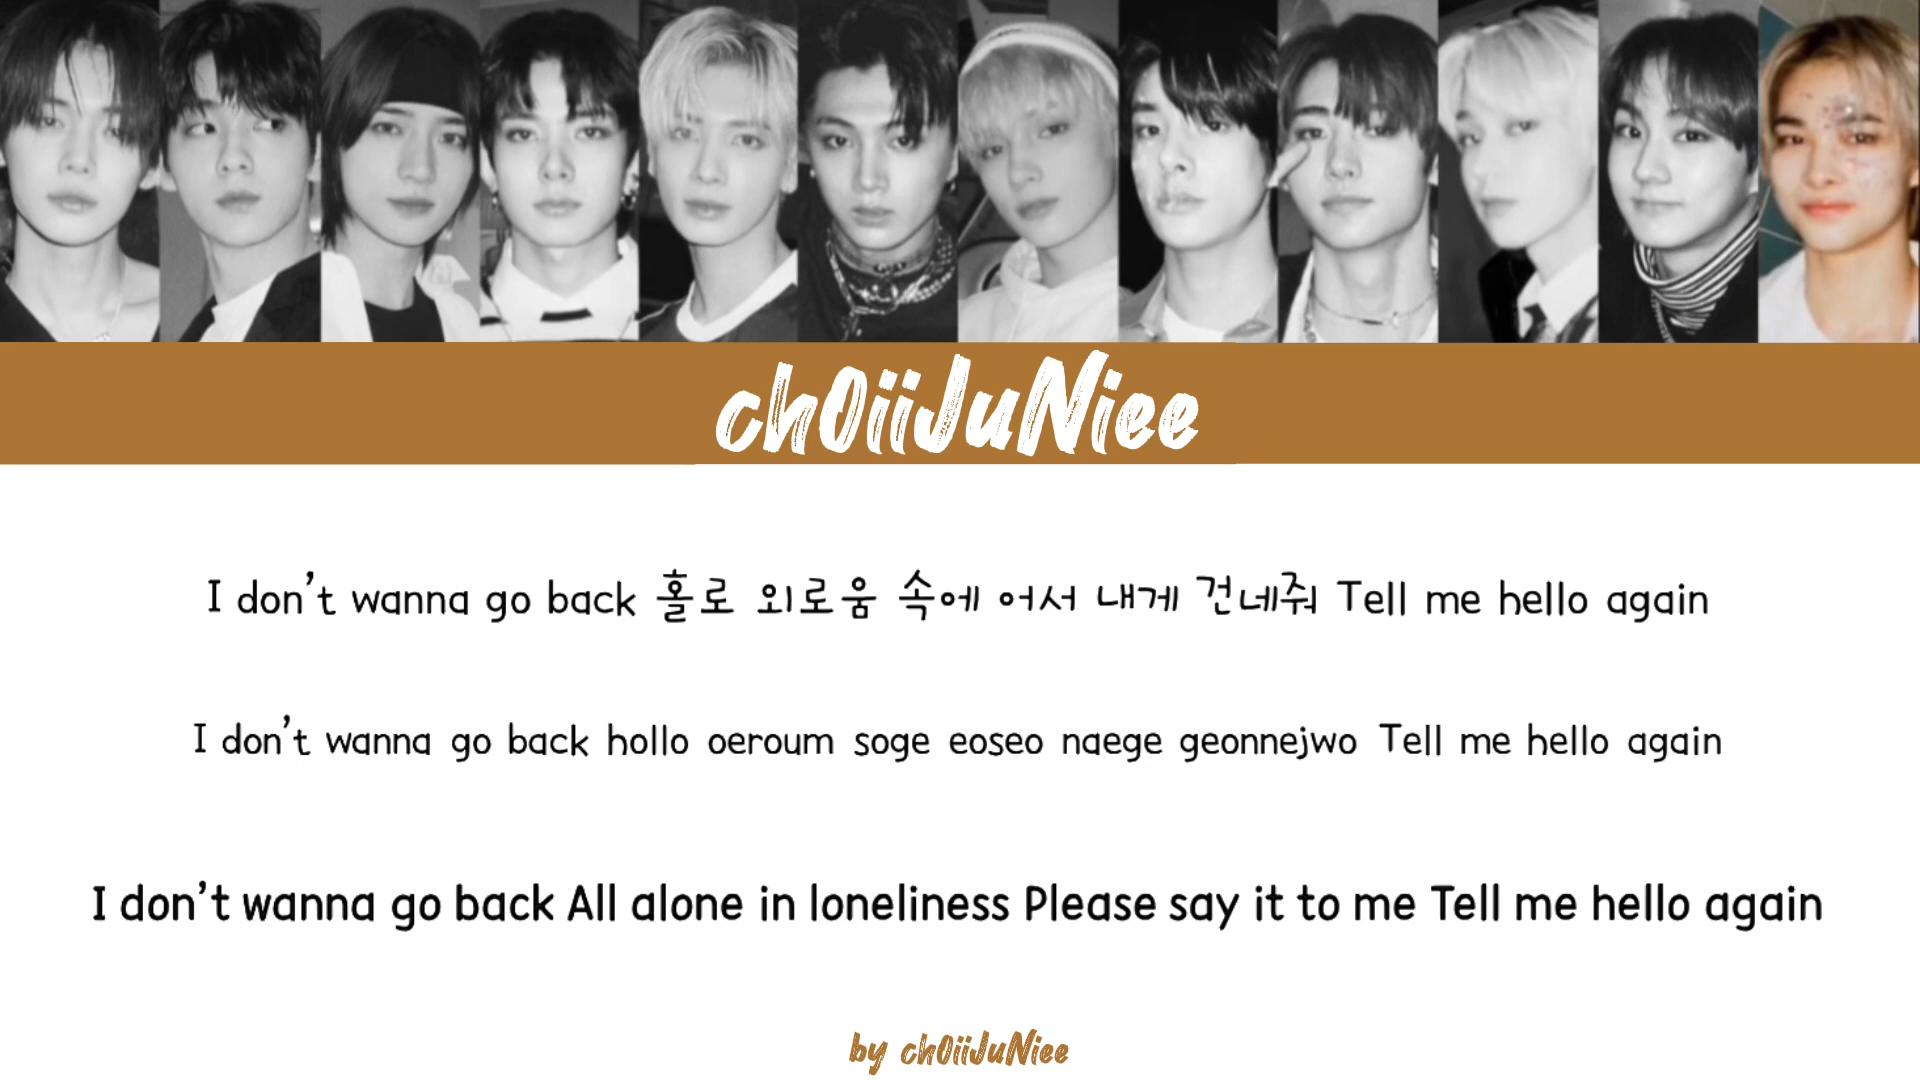 ch0iiJuNiee
I don't wanna go back 홀로 외로움 속에 어서 내게 건네줘 Tell me hello again
I don't wanna go back hollo oeroum soge eoseo naege geonnejwo Tell me hello again
I don't wanna go back All alone in loneliness Please say it to me Tell me hello again
by ch0iiJuNiee